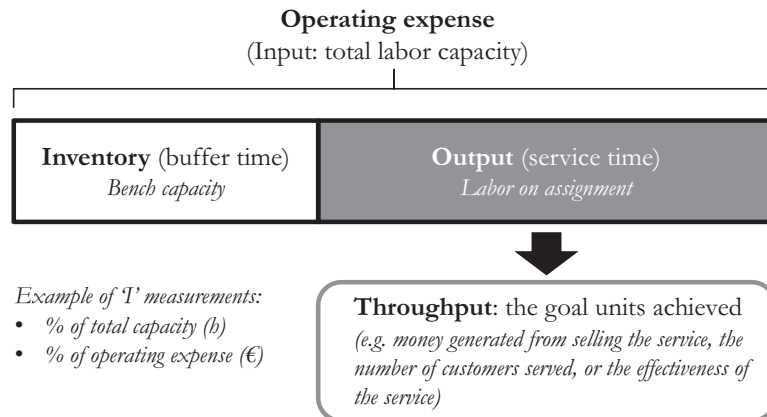 Operating expense
(Input: total labor capacity)
Inventory (buffer time)
Bench capacity
Output (service time)
Labor on assignment
Example of 'I' measurements:
• % of total capacity (h)
• % of operating expense (€)
Throughput: the goal units achieved
(e.g. money generated from selling the service, the
number of customers served, or the effectiveness of
the service)